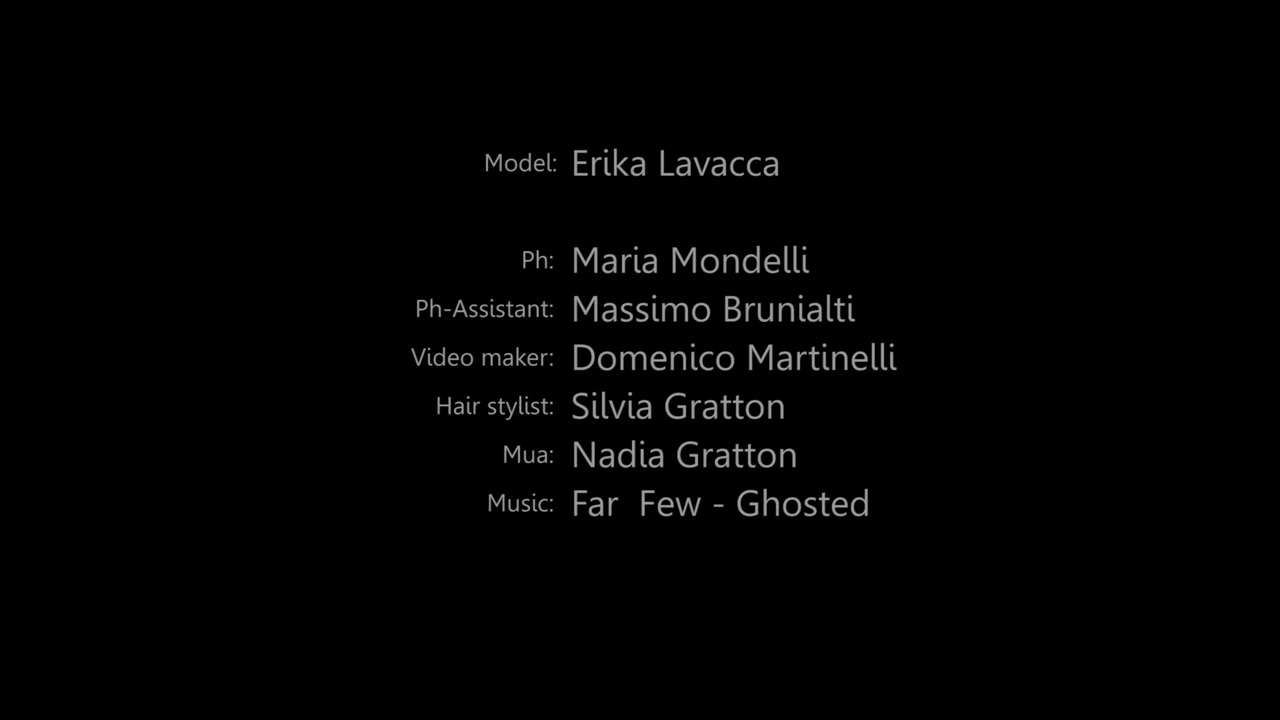 Model: Erika Lavacca
Ph: Maria Mondelli
Ph-Assistant: Massimo Brunialti
Video maker: Domenico Martinelli
Hair stylist: Silvia Gratton
Mua: Nadia Gratton
Music: Far  Few - Ghosted